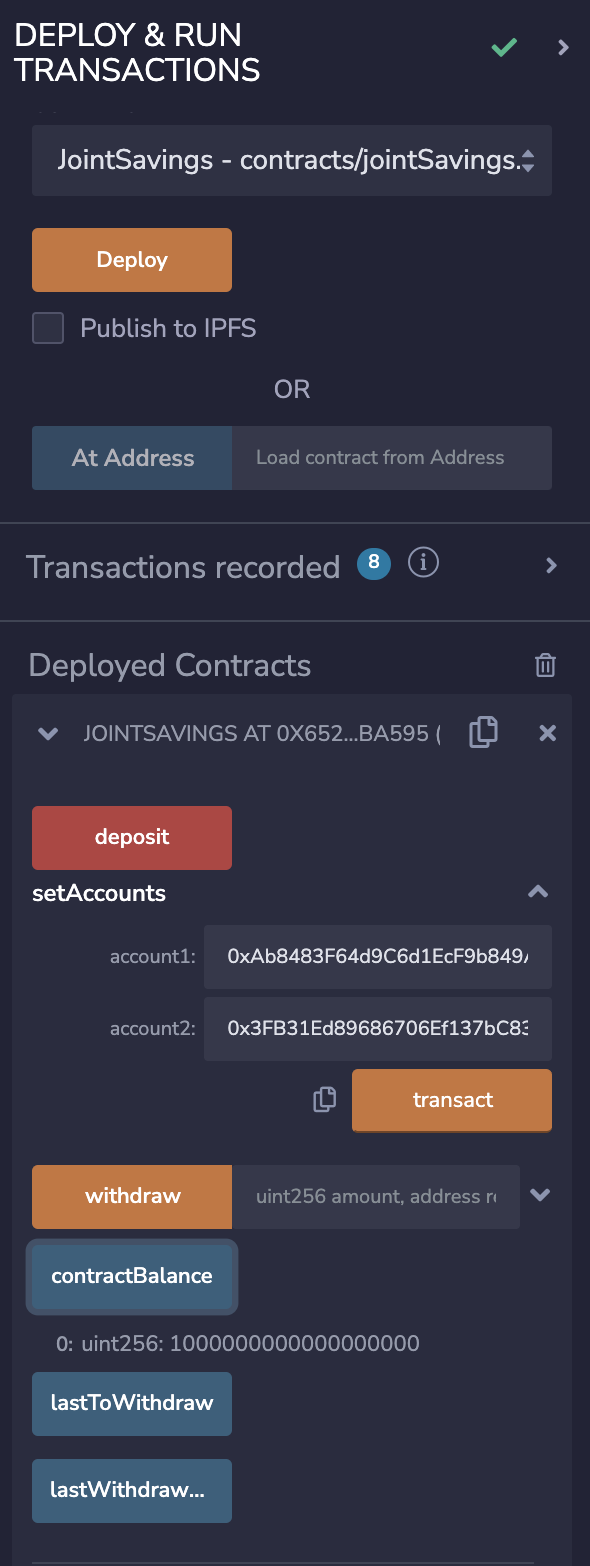 DEPLOY & RUN
TRANSACTIONS
JointSavings - contracts/jointSavings.
Deploy
Publish to IPFS
OR
At Address
Load contract from Address
Transactions recorded 8 i
Deployed Contracts
JOINTSAVINGS AT 0X652...BA595 (
deposit
setAccounts
account1: 0xAb8483F64d9C6d1EcF9b849
account2: 0x3FB31Ed89686706Ef137bC83
transact
withdraw
uint256 amount, address re
contractBalance
0: uint256: 1000000000000000000
lastToWithdraw
lastWithdraw...